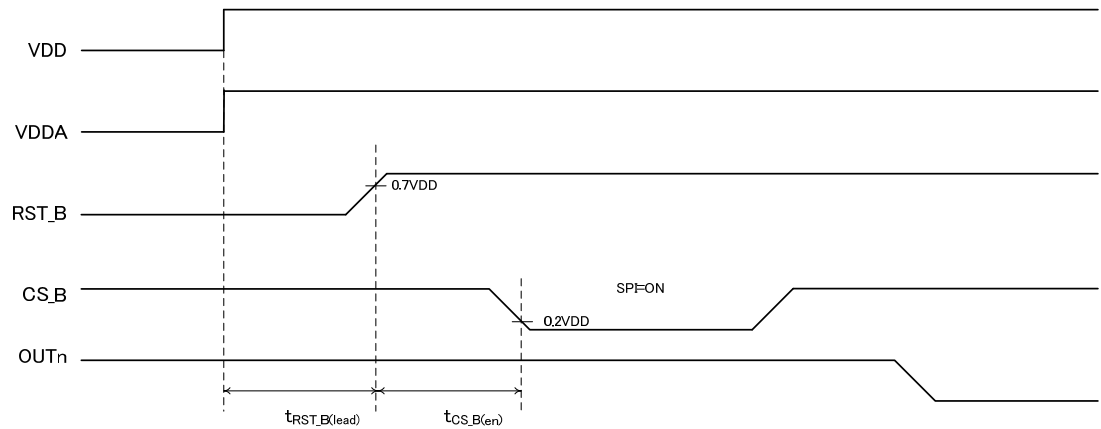 VDD
VDDA
RST_B
0.7VDD
CS_B
SPI=ON
0.2VDD
OUTn
tRST_B(lead)
tCS_B(en)